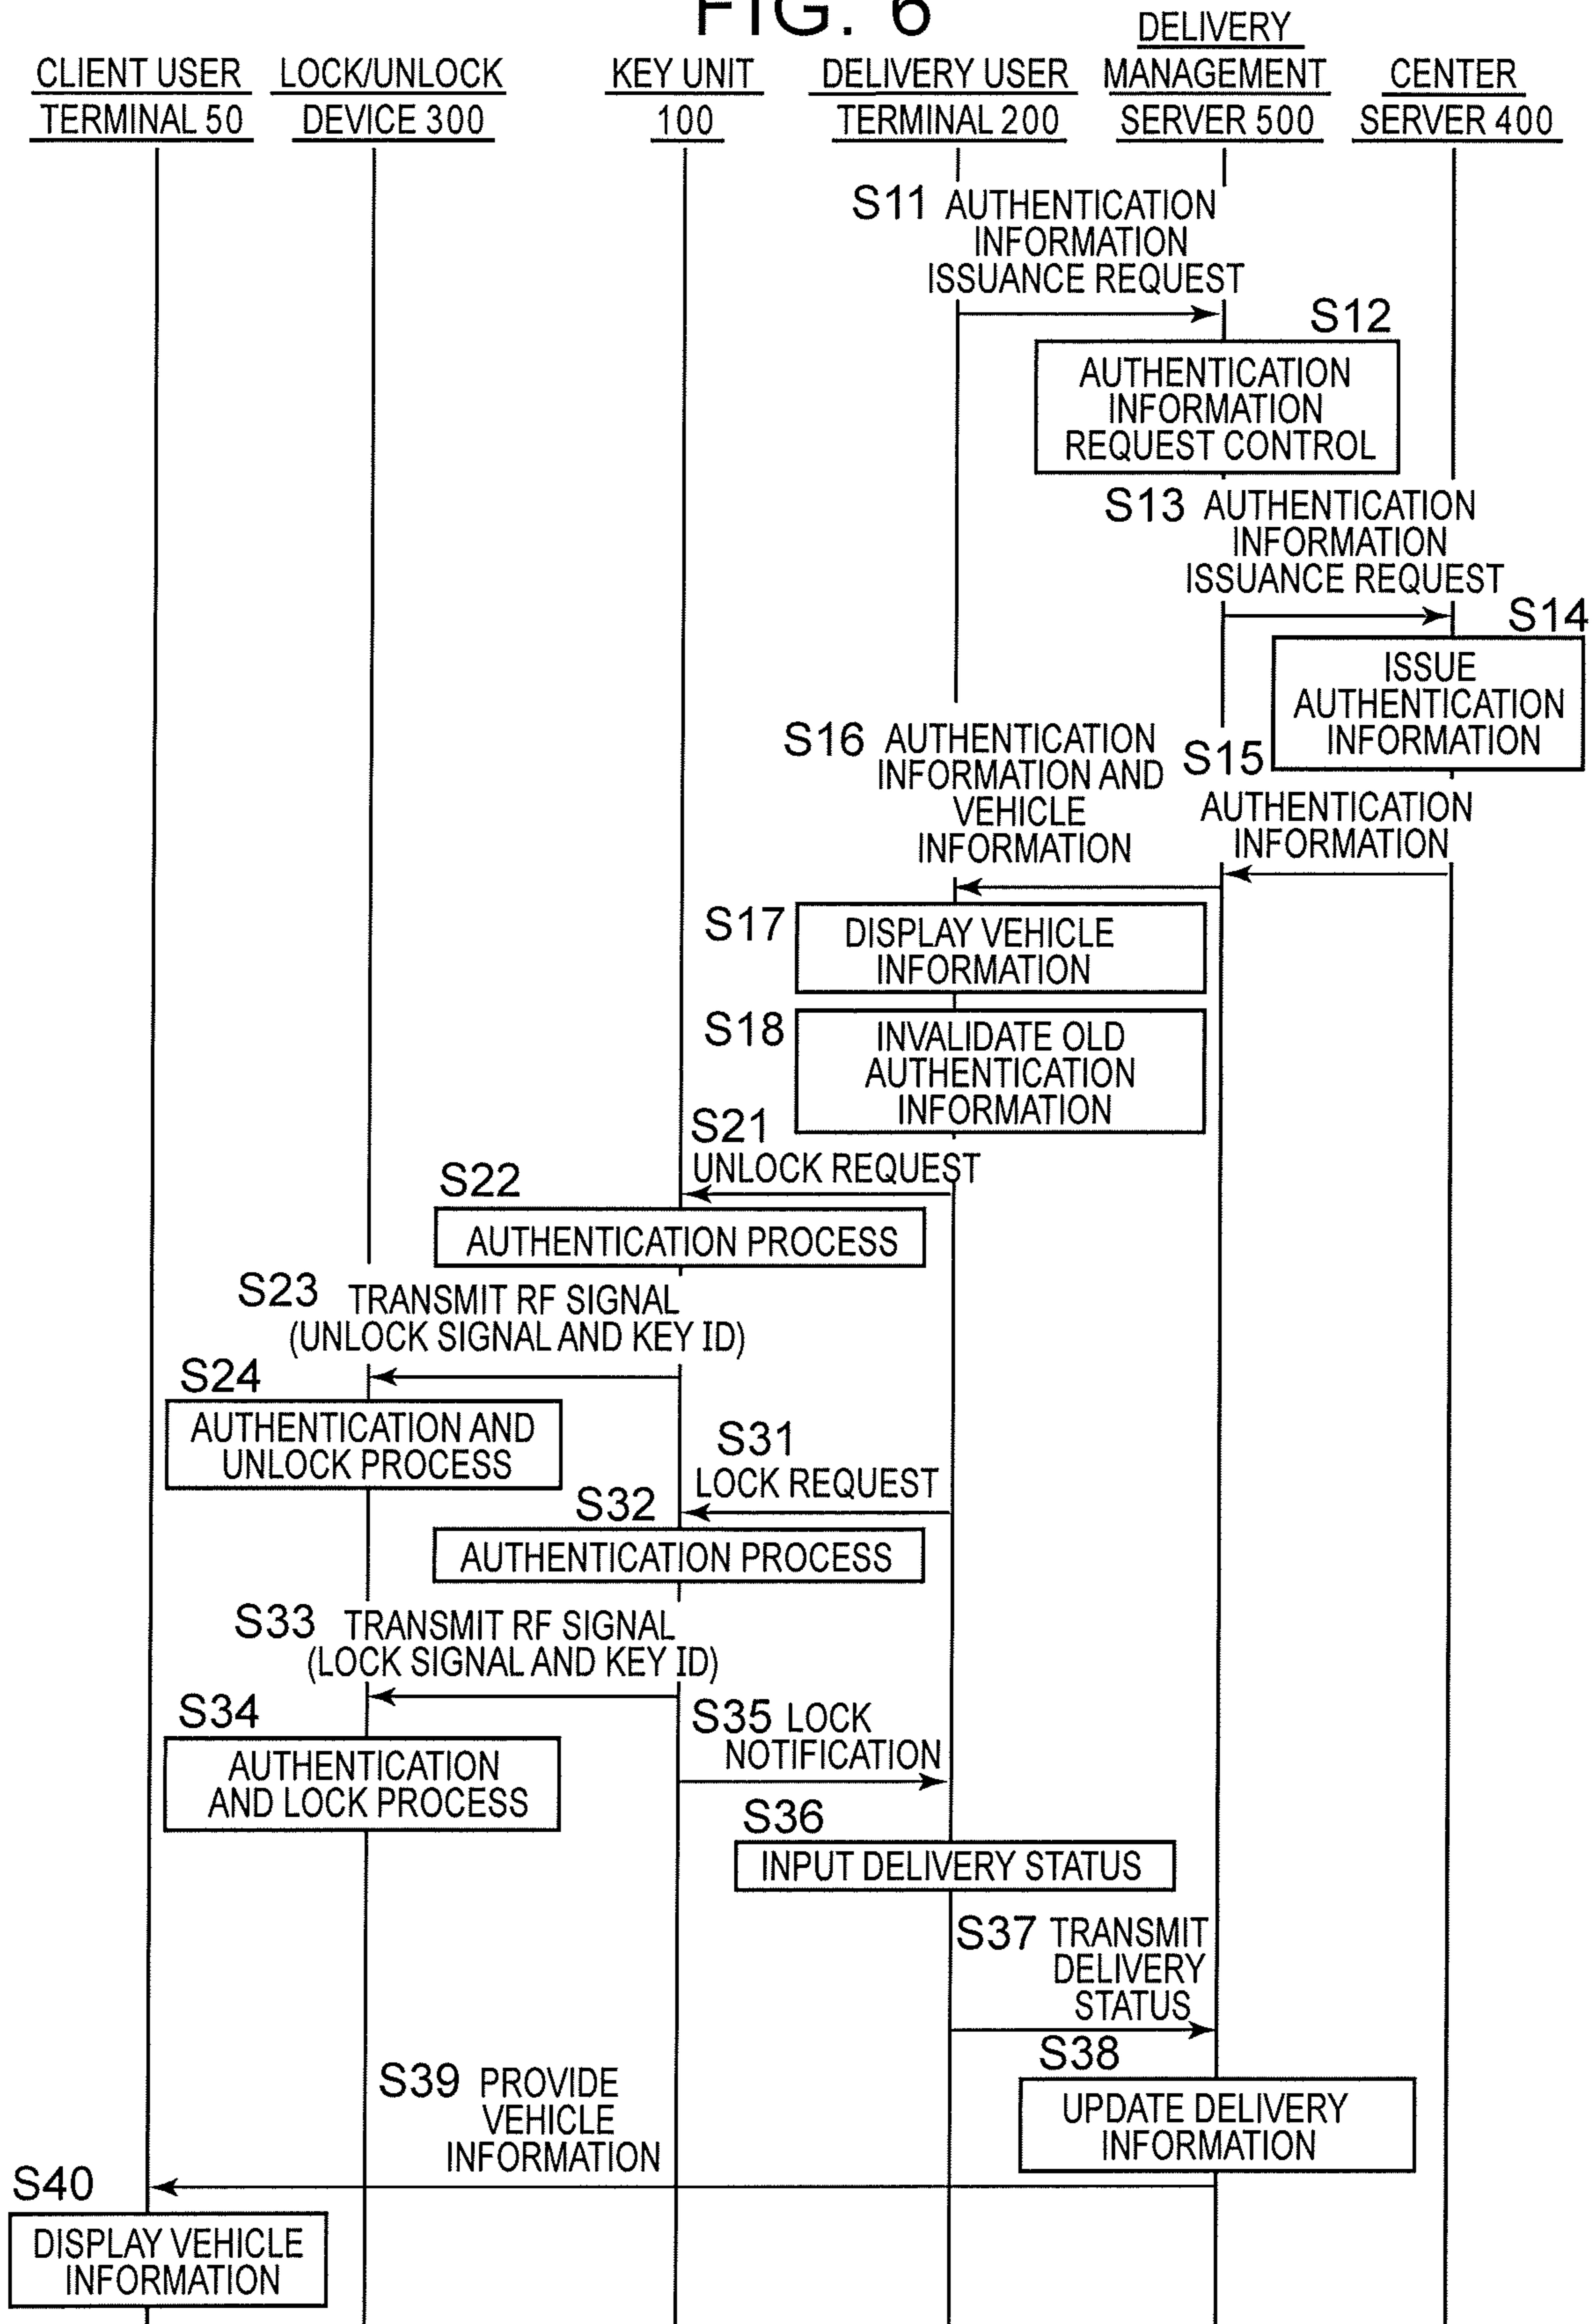 FIG. 6
CLIENT USER
TERMINAL 50
LOCK/UNLOCK
DEVICE 300
KEY UNIT
100
DELIVERY USER
TERMINAL 200
DELIVERY
MANAGEMENT
SERVER 500
CENTER
SERVER 400
S11 AUTHENTICATION
INFORMATION
ISSUANCE REQUEST
S12
AUTHENTICATION
INFORMATION
REQUEST CONTROL
S13 AUTHENTICATION
INFORMATION
ISSUANCE REQUEST
S14
ISSUE
AUTHENTICATION
INFORMATION
S15
AUTHENTICATION
INFORMATION
S16 AUTHENTICATION
INFORMATION AND
VEHICLE
INFORMATION
S17
DISPLAY VEHICLE
INFORMATION
S18
INVALIDATE OLD
AUTHENTICATION
INFORMATION
S21
UNLOCK REQUEST
S22
AUTHENTICATION PROCESS
S23 TRANSMIT RF SIGNAL
(UNLOCK SIGNAL AND KEY ID)
S24
AUTHENTICATION AND
UNLOCK PROCESS
S31
LOCK REQUEST
S32
AUTHENTICATION PROCESS
S33 TRANSMIT RF SIGNAL
(LOCK SIGNAL AND KEY ID)
S34
AUTHENTICATION
AND LOCK PROCESS
S35 LOCK
NOTIFICATION
S36
INPUT DELIVERY STATUS
S37 TRANSMIT
DELIVERY
STATUS
S38
UPDATE DELIVERY
INFORMATION
S39 PROVIDE
VEHICLE
INFORMATION
S40
DISPLAY VEHICLE
INFORMATION